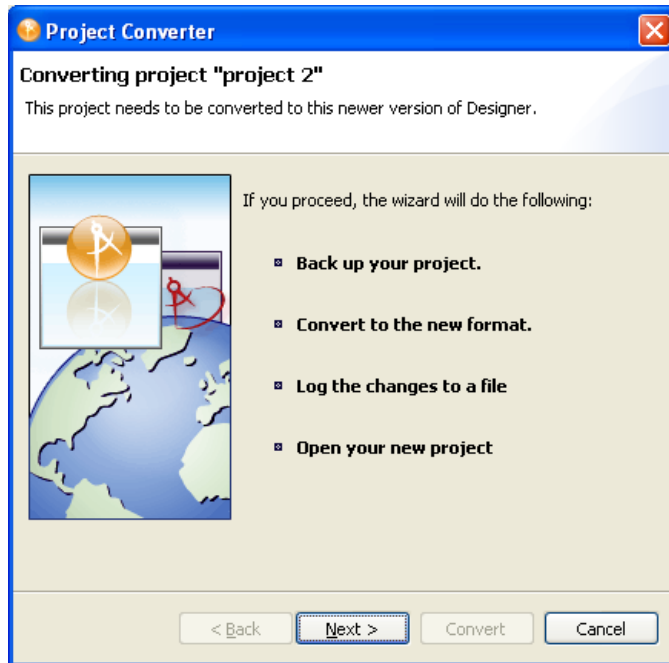 Project Converter
Converting project "project 2"
This project needs to be converted to this newer version of Designer.
If you proceed, the wizard will do the following:
Back up your project.
Convert to the new format.
Log the changes to a file
Open your new project
< Back Next > Convert Cancel